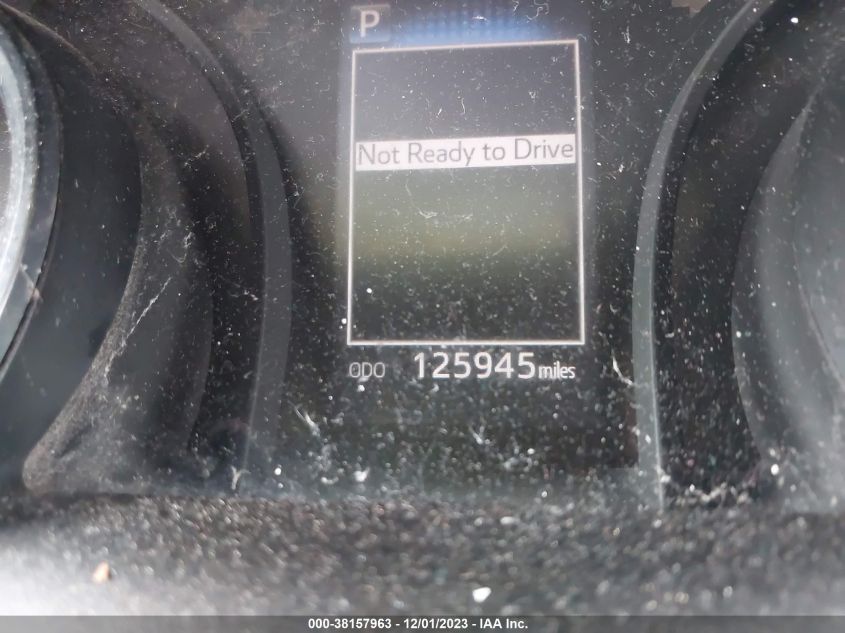 P
Not Ready to Drive
ODO 125945 miles
000-38157963 - 12/01/2023 - IAA Inc.